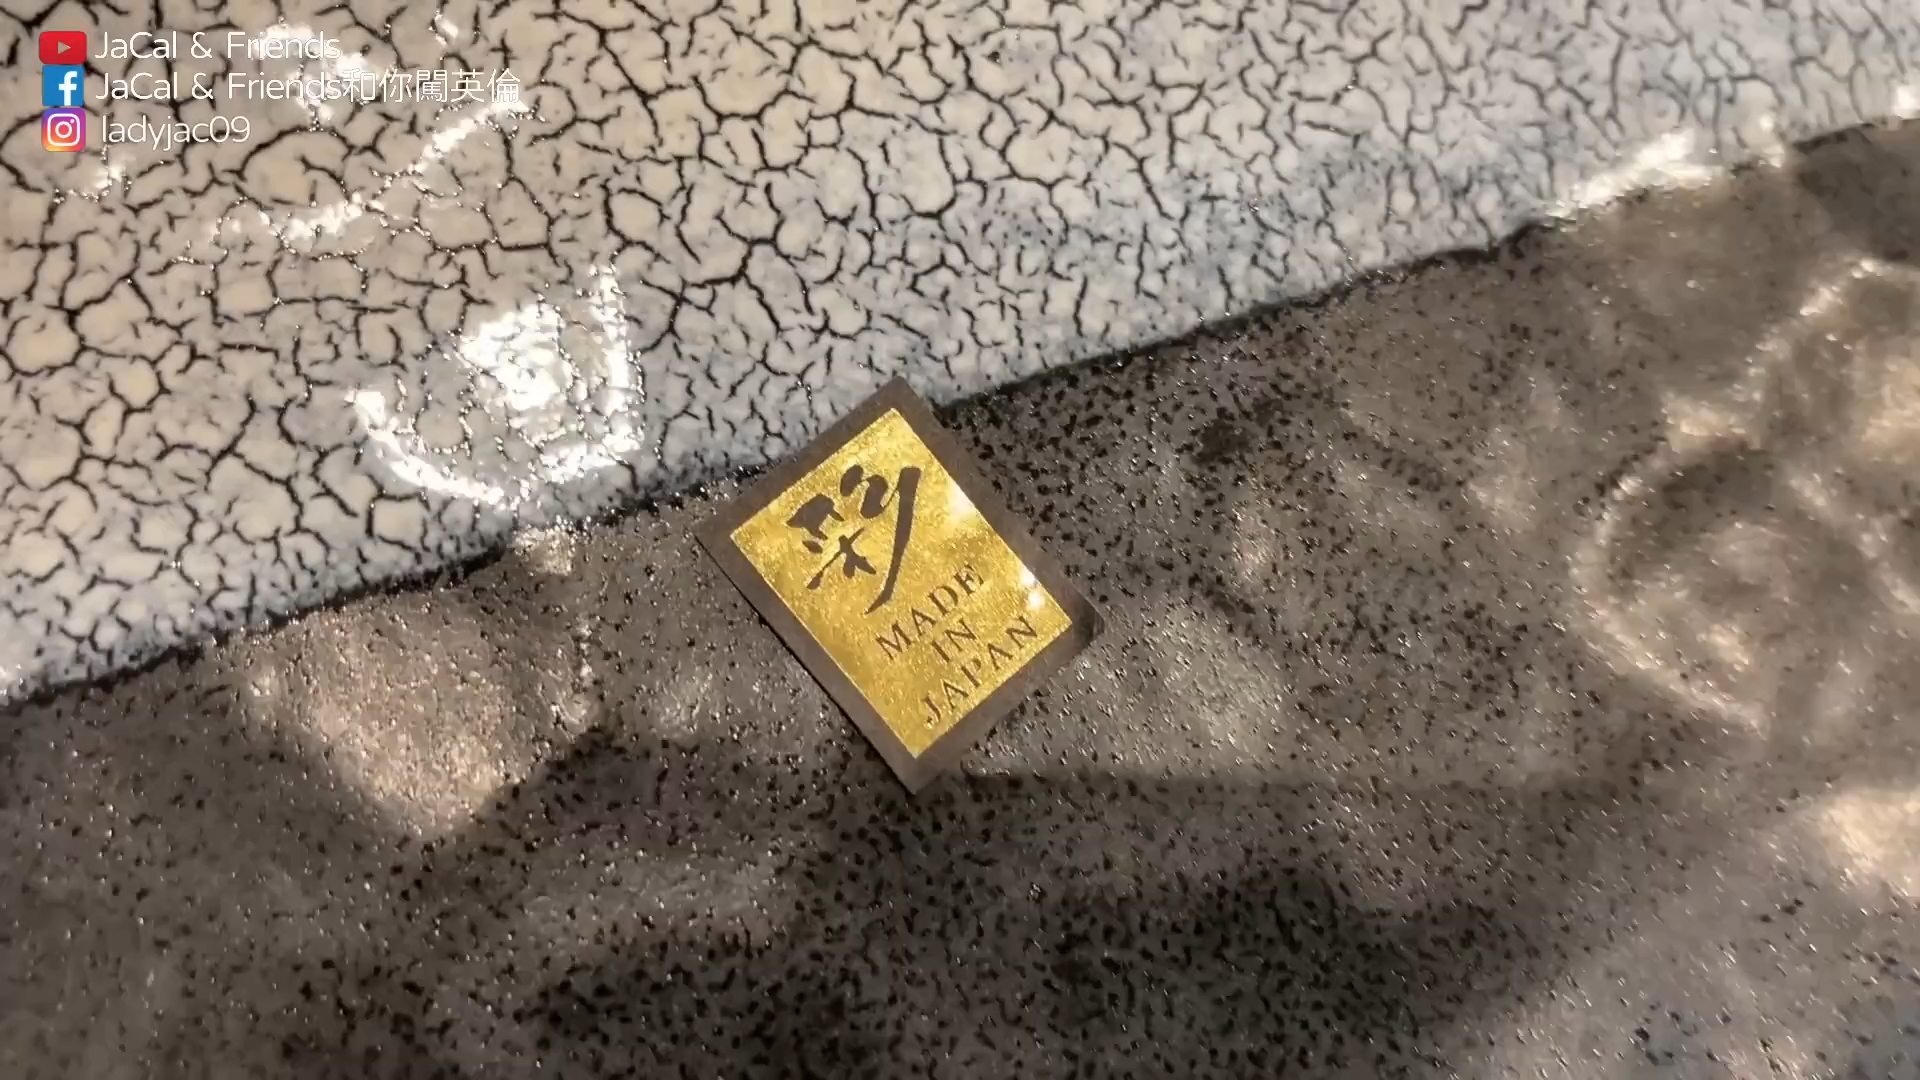 JaCal & Friends
JaCal & Friends和你闖英倫
ladyjac09
彩
MADE
IN
JAPAN